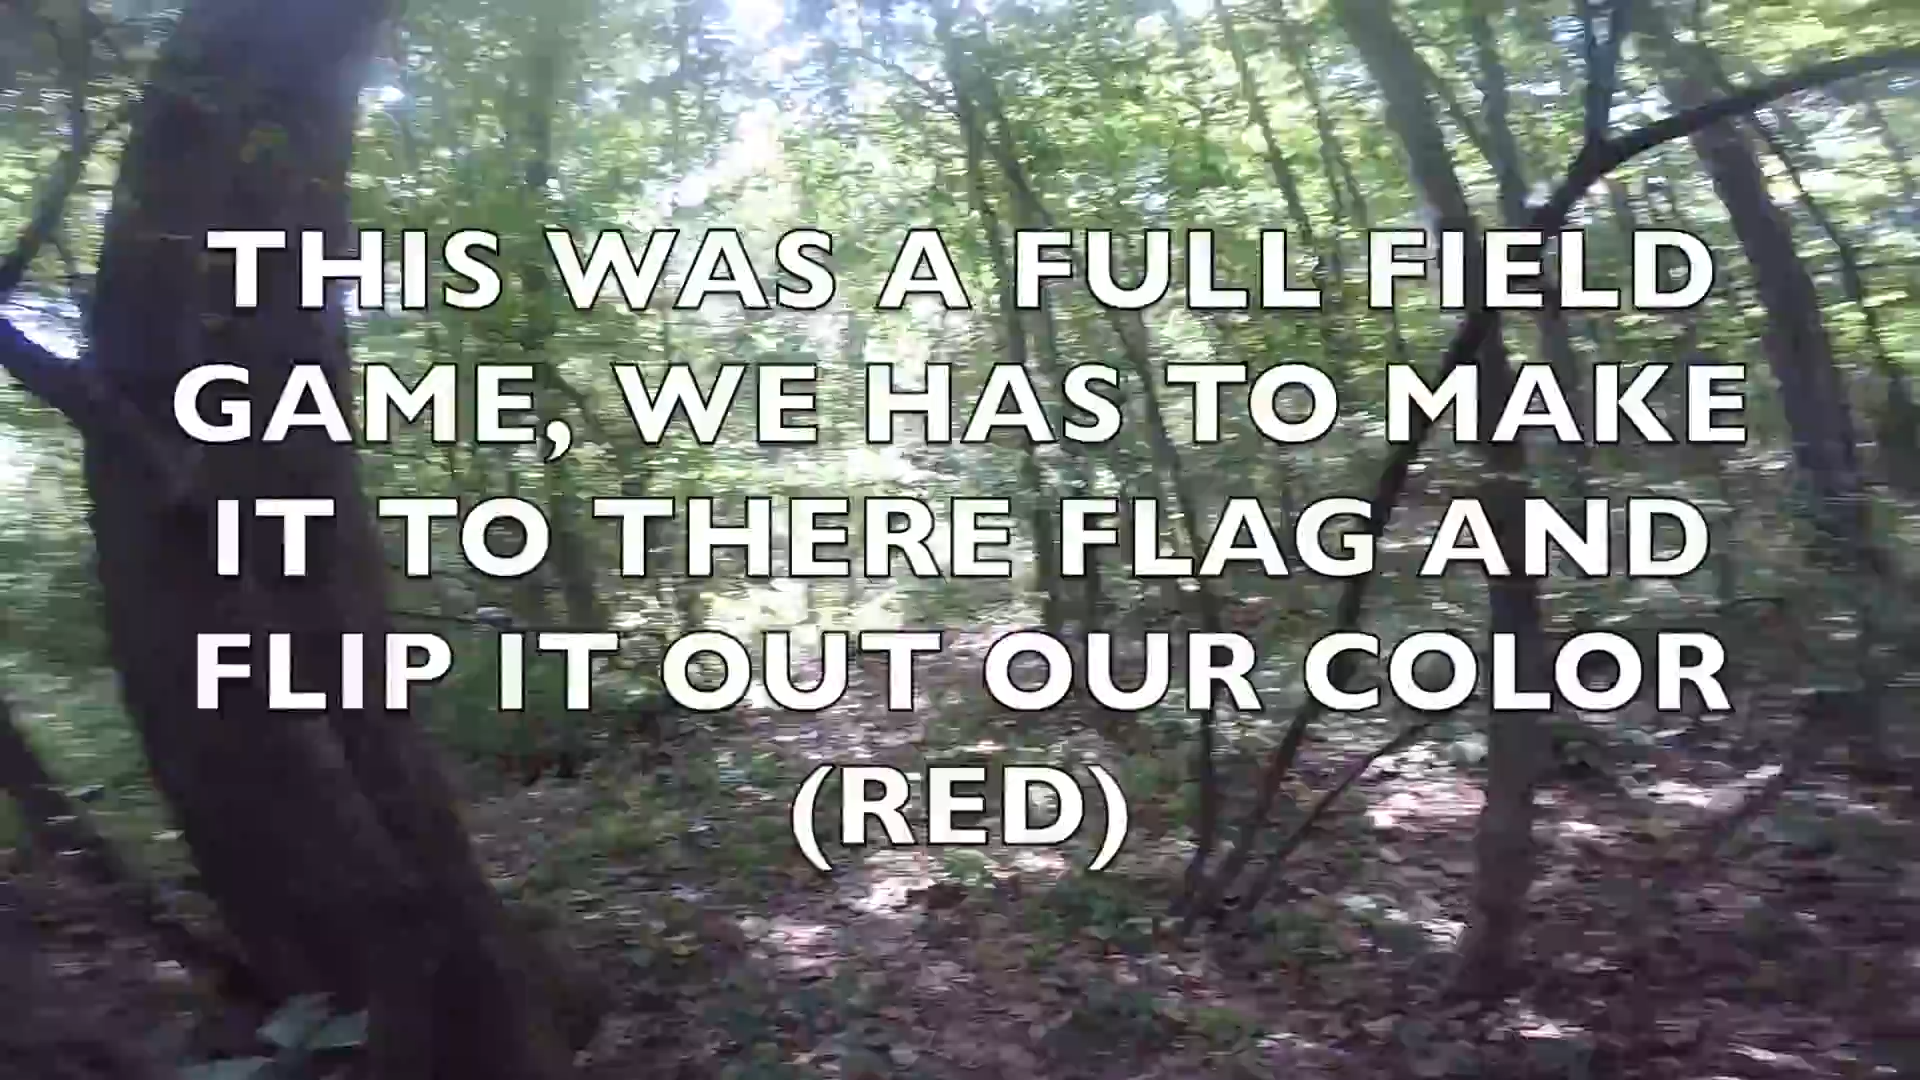 THIS WAS A FULL FIELD
GAME, WE HAS TO MAKE
IT TO THERE FLAG AND
FLIP IT OUT OUR COLOR
(RED)